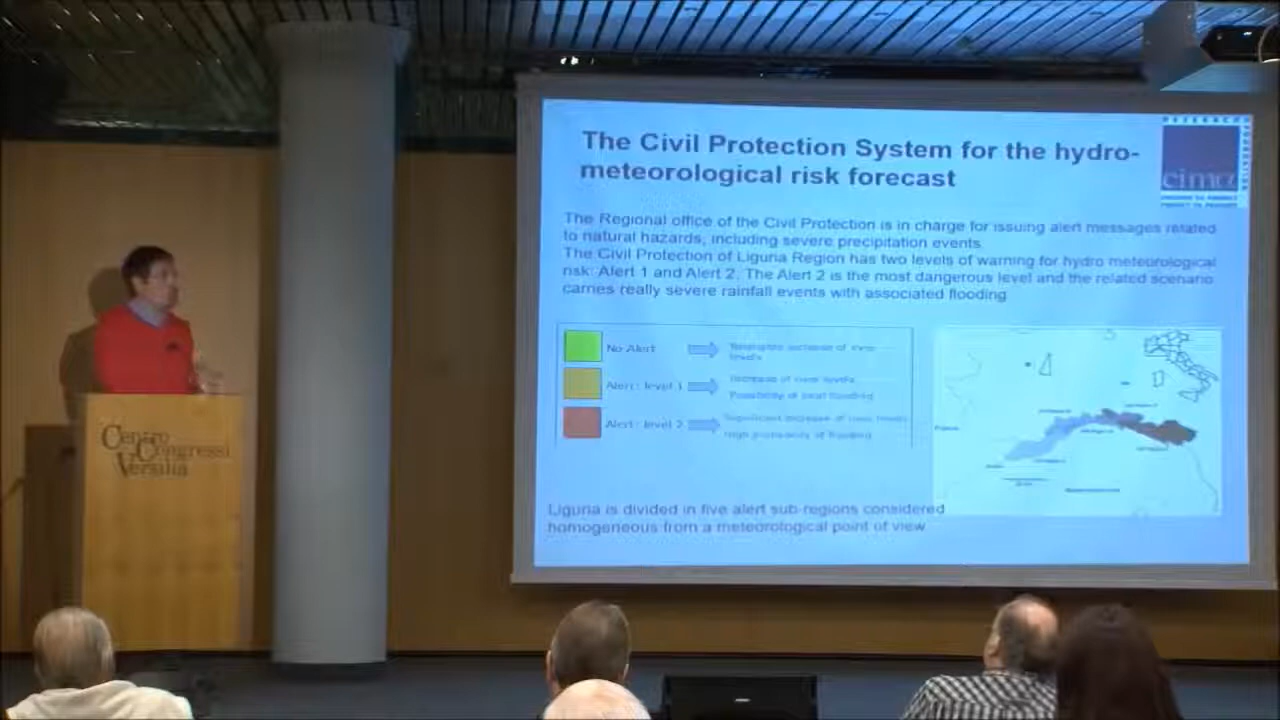 The Civil Protection System for the hydro-
meteorological risk forecast
cima
The Regional office of the Civil Protection is in charge for issuing alert messages related
to natural hazards, including severe precipitation events.
The Civil Protection of Liguria Region has two levels of warning for hydro meteorological
risk: Alert 1 and Alert 2. The Alert 2 is the most dangerous level and the related scenario
carries really severe rainfall events with associated flooding
No Alert
Negligible increase of river
levels
Alert: level 1
Increase of river levels
Possibility of local flooding
Alert: level 2
Significant increase of river levels
High probability of flooding
Liguria is divided in five alert sub-regions considered
homogeneous from a meteorological point of view
Centro
Congressi
Versilia